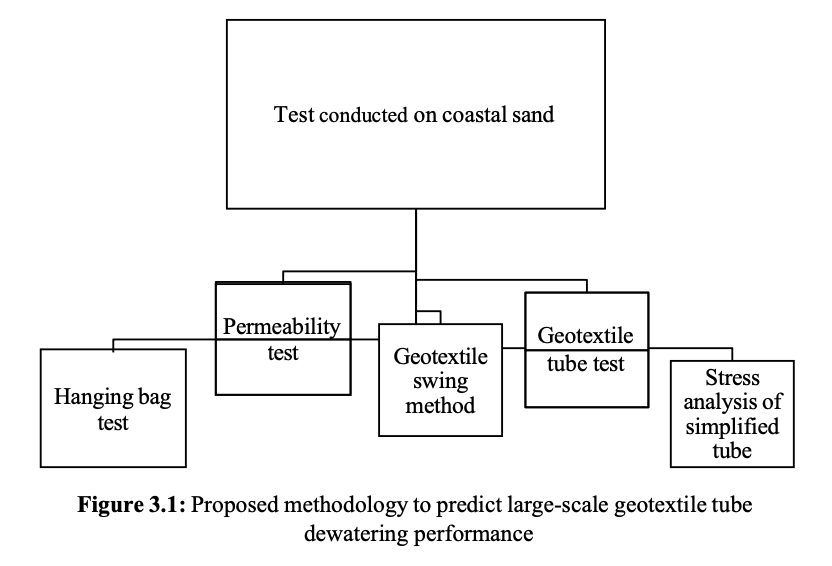 Test conducted on coastal sand
Permeability
test
Geotextile
tube test
Geotextile
swing
method
Hanging bag
test
Stress
analysis of
simplified
tube
Figure 3.1: Proposed methodology to predict large-scale geotextile tube
dewatering performance